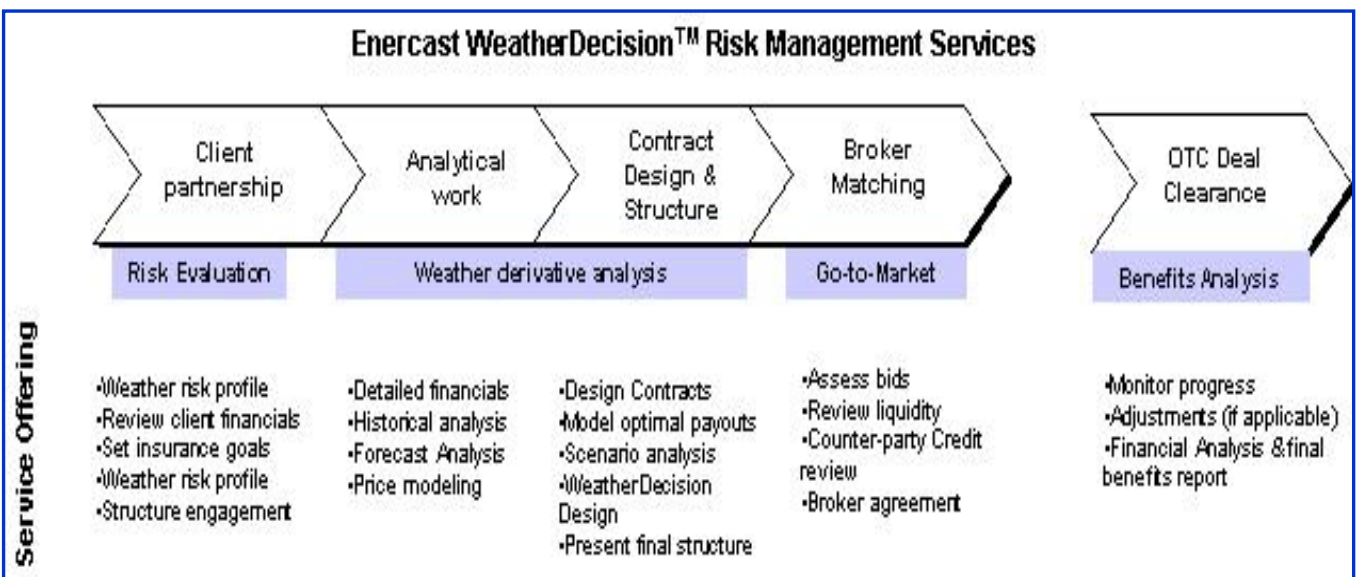 Enercast WeatherDecision™ Risk Management Services
Client
partnership
Analytical
work
Contract
Design &
Structure
Broker
Matching
OTC Deal
Clearance
Risk Evaluation
Weather derivative analysis
Go-to-Market
Benefits Analysis
Service Offering
•Weather risk profile
•Review client financials
•Set insurance goals
•Weather risk profile
•Structure engagement
•Detailed financials
•Historical analysis
•Forecast Analysis
•Price modeling
•Design Contracts
•Model optimal payouts
•Scenario analysis
•WeatherDecision
Design
•Present final structure
•Assess bids
•Review liquidity
•Counter-party Credit
review
•Broker agreement
•Monitor progress
•Adjustments (if applicable)
•Financial Analysis &final
benefits report